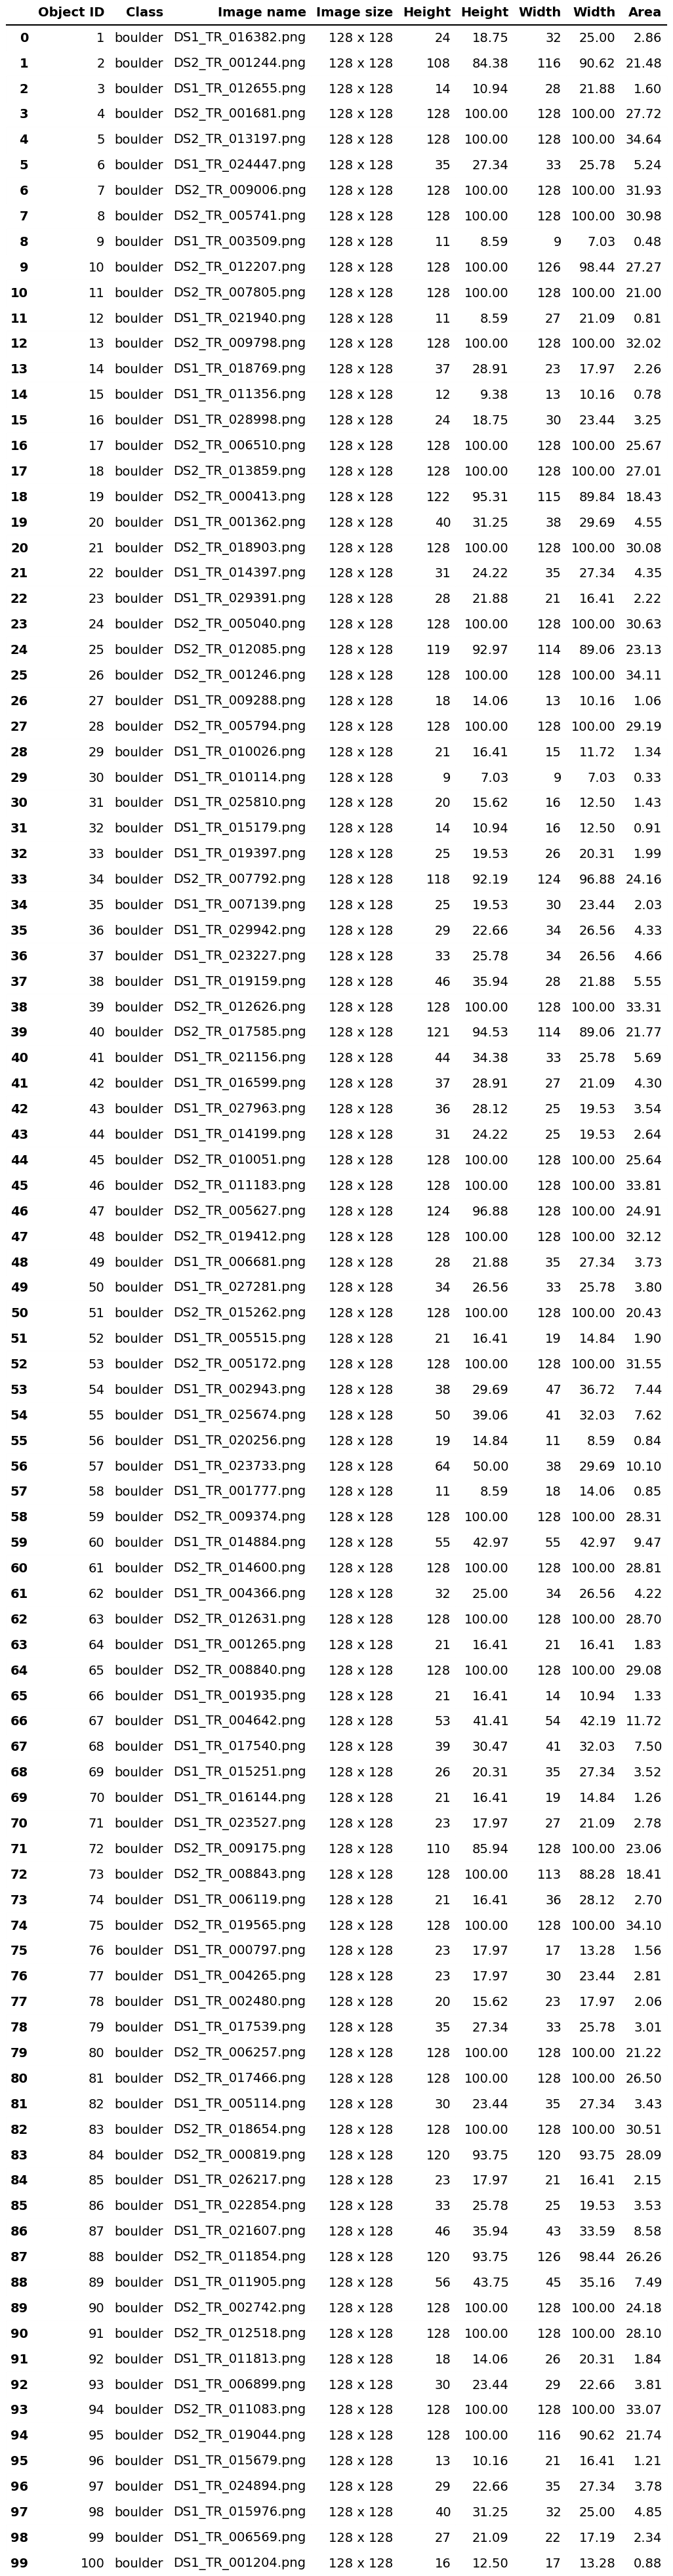 Object ID Class Image name Image size Height Height Width Width Area
0 1 boulder DS1_TR_016382.png 128 x 128 24 18.75 32 25.00 2.86
1 2 boulder DS2_TR_001244.png 128 x 128 108 84.38 116 90.62 21.48
2 3 boulder DS1_TR_012655.png 128 x 128 14 10.94 28 21.88 1.60
3 4 boulder DS2_TR_001681.png 128 x 128 128 100.00 128 100.00 27.72
4 5 boulder DS2_TR_013197.png 128 x 128 128 100.00 128 100.00 34.64
5 6 boulder DS1_TR_024447.png 128 x 128 35 27.34 33 25.78 5.24
6 7 boulder DS2_TR_009006.png 128 x 128 128 100.00 128 100.00 31.93
7 8 boulder DS2_TR_005741.png 128 x 128 128 100.00 128 100.00 30.98
8 9 boulder DS1_TR_003509.png 128 x 128 11 8.59 9 7.03 0.48
9 10 boulder DS2_TR_012207.png 128 x 128 128 100.00 126 98.44 27.27
10 11 boulder DS2_TR_007805.png 128 x 128 128 100.00 128 100.00 21.00
11 12 boulder DS1_TR_021940.png 128 x 128 11 8.59 27 21.09 0.81
12 13 boulder DS2_TR_009798.png 128 x 128 128 100.00 128 100.00 32.02
13 14 boulder DS1_TR_018769.png 128 x 128 37 28.91 23 17.97 2.26
14 15 boulder DS1_TR_011356.png 128 x 128 12 9.38 13 10.16 0.78
15 16 boulder DS1_TR_028998.png 128 x 128 24 18.75 30 23.44 3.25
16 17 boulder DS2_TR_006510.png 128 x 128 128 100.00 128 100.00 25.67
17 18 boulder DS2_TR_013859.png 128 x 128 128 100.00 128 100.00 27.01
18 19 boulder DS2_TR_000413.png 128 x 128 122 95.31 115 89.84 18.43
19 20 boulder DS1_TR_001362.png 128 x 128 40 31.25 38 29.69 4.55
20 21 boulder DS2_TR_018903.png 128 x 128 128 100.00 128 100.00 30.08
21 22 boulder DS1_TR_014397.png 128 x 128 31 24.22 35 27.34 4.35
22 23 boulder DS1_TR_029391.png 128 x 128 28 21.88 21 16.41 2.22
23 24 boulder DS2_TR_005040.png 128 x 128 128 100.00 128 100.00 30.63
24 25 boulder DS2_TR_012085.png 128 x 128 119 92.97 114 89.06 23.13
25 26 boulder DS2_TR_001246.png 128 x 128 128 100.00 128 100.00 34.11
26 27 boulder DS1_TR_009288.png 128 x 128 18 14.06 13 10.16 1.06
27 28 boulder DS2_TR_005794.png 128 x 128 128 100.00 128 100.00 29.19
28 29 boulder DS1_TR_010026.png 128 x 128 21 16.41 15 11.72 1.34
29 30 boulder DS1_TR_010114.png 128 x 128 9 7.03 9 7.03 0.33
30 31 boulder DS1_TR_025810.png 128 x 128 20 15.62 16 12.50 1.43
31 32 boulder DS1_TR_015179.png 128 x 128 14 10.94 16 12.50 0.91
32 33 boulder DS1_TR_019397.png 128 x 128 25 19.53 26 20.31 1.99
33 34 boulder DS2_TR_007792.png 128 x 128 118 92.19 124 96.88 24.16
34 35 boulder DS1_TR_007139.png 128 x 128 25 19.53 30 23.44 2.03
35 36 boulder DS1_TR_029942.png 128 x 128 29 22.66 34 26.56 4.33
36 37 boulder DS1_TR_023227.png 128 x 128 33 25.78 34 26.56 4.66
37 38 boulder DS1_TR_019159.png 128 x 128 46 35.94 28 21.88 5.55
38 39 boulder DS2_TR_012626.png 128 x 128 128 100.00 128 100.00 33.31
39 40 boulder DS2_TR_017585.png 128 x 128 121 94.53 114 89.06 21.77
40 41 boulder DS1_TR_021156.png 128 x 128 44 34.38 33 25.78 5.69
41 42 boulder DS1_TR_016599.png 128 x 128 37 28.91 27 21.09 4.30
42 43 boulder DS1_TR_027963.png 128 x 128 36 28.12 25 19.53 3.54
43 44 boulder DS1_TR_014199.png 128 x 128 31 24.22 25 19.53 2.64
44 45 boulder DS2_TR_010051.png 128 x 128 128 100.00 128 100.00 25.64
45 46 boulder DS2_TR_011183.png 128 x 128 128 100.00 128 100.00 33.81
46 47 boulder DS2_TR_005627.png 128 x 128 124 96.88 128 100.00 24.91
47 48 boulder DS2_TR_019412.png 128 x 128 128 100.00 128 100.00 32.12
48 49 boulder DS1_TR_006681.png 128 x 128 28 21.88 35 27.34 3.73
49 50 boulder DS1_TR_027281.png 128 x 128 34 26.56 33 25.78 3.80
50 51 boulder DS2_TR_015262.png 128 x 128 128 100.00 128 100.00 20.43
51 52 boulder DS1_TR_005515.png 128 x 128 21 16.41 19 14.84 1.90
52 53 boulder DS2_TR_005172.png 128 x 128 128 100.00 128 100.00 31.55
53 54 boulder DS1_TR_002943.png 128 x 128 38 29.69 47 36.72 7.44
54 55 boulder DS1_TR_025674.png 128 x 128 50 39.06 41 32.03 7.62
55 56 boulder DS1_TR_020256.png 128 x 128 19 14.84 11 8.59 0.84
56 57 boulder DS1_TR_023733.png 128 x 128 64 50.00 38 29.69 10.10
57 58 boulder DS1_TR_001777.png 128 x 128 11 8.59 18 14.06 0.85
58 59 boulder DS2_TR_009374.png 128 x 128 128 100.00 128 100.00 28.31
59 60 boulder DS1_TR_014884.png 128 x 128 55 42.97 55 42.97 9.47
60 61 boulder DS2_TR_014600.png 128 x 128 128 100.00 128 100.00 28.81
61 62 boulder DS1_TR_004366.png 128 x 128 32 25.00 34 26.56 4.22
62 63 boulder DS2_TR_012631.png 128 x 128 128 100.00 128 100.00 28.70
63 64 boulder DS1_TR_001265.png 128 x 128 21 16.41 21 16.41 1.83
64 65 boulder DS2_TR_008840.png 128 x 128 128 100.00 128 100.00 29.08
65 66 boulder DS1_TR_001935.png 128 x 128 21 16.41 14 10.94 1.33
66 67 boulder DS1_TR_004642.png 128 x 128 53 41.41 54 42.19 11.72
67 68 boulder DS1_TR_017540.png 128 x 128 39 30.47 41 32.03 7.50
68 69 boulder DS1_TR_015251.png 128 x 128 26 20.31 35 27.34 3.52
69 70 boulder DS1_TR_016144.png 128 x 128 21 16.41 19 14.84 1.26
70 71 boulder DS1_TR_023527.png 128 x 128 23 17.97 27 21.09 2.78
71 72 boulder DS2_TR_009175.png 128 x 128 110 85.94 128 100.00 23.06
72 73 boulder DS2_TR_008843.png 128 x 128 128 100.00 113 88.28 18.41
73 74 boulder DS1_TR_006119.png 128 x 128 21 16.41 36 28.12 2.70
74 75 boulder DS2_TR_019565.png 128 x 128 128 100.00 128 100.00 34.10
75 76 boulder DS1_TR_000797.png 128 x 128 23 17.97 17 13.28 1.56
76 77 boulder DS1_TR_004265.png 128 x 128 23 17.97 30 23.44 2.81
77 78 boulder DS1_TR_002480.png 128 x 128 20 15.62 23 17.97 2.06
78 79 boulder DS1_TR_017539.png 128 x 128 35 27.34 33 25.78 3.01
79 80 boulder DS2_TR_006257.png 128 x 128 128 100.00 128 100.00 21.22
80 81 boulder DS2_TR_017466.png 128 x 128 128 100.00 128 100.00 26.50
81 82 boulder DS1_TR_005114.png 128 x 128 30 23.44 35 27.34 3.43
82 83 boulder DS2_TR_018654.png 128 x 128 128 100.00 128 100.00 30.51
83 84 boulder DS2_TR_000819.png 128 x 128 120 93.75 120 93.75 28.09
84 85 boulder DS1_TR_026217.png 128 x 128 23 17.97 21 16.41 2.15
85 86 boulder DS1_TR_022854.png 128 x 128 33 25.78 25 19.53 3.53
86 87 boulder DS1_TR_021607.png 128 x 128 46 35.94 43 33.59 8.58
87 88 boulder DS2_TR_011854.png 128 x 128 120 93.75 126 98.44 26.26
88 89 boulder DS1_TR_011905.png 128 x 128 56 43.75 45 35.16 7.49
89 90 boulder DS2_TR_002742.png 128 x 128 128 100.00 128 100.00 24.18
90 91 boulder DS2_TR_012518.png 128 x 128 128 100.00 128 100.00 28.10
91 92 boulder DS1_TR_011813.png 128 x 128 18 14.06 26 20.31 1.84
92 93 boulder DS1_TR_006899.png 128 x 128 30 23.44 29 22.66 3.81
93 94 boulder DS2_TR_011083.png 128 x 128 128 100.00 128 100.00 33.07
94 95 boulder DS2_TR_019044.png 128 x 128 128 100.00 116 90.62 21.74
95 96 boulder DS1_TR_015679.png 128 x 128 13 10.16 21 16.41 1.21
96 97 boulder DS1_TR_024894.png 128 x 128 29 22.66 35 27.34 3.78
97 98 boulder DS1_TR_015976.png 128 x 128 40 31.25 32 25.00 4.85
98 99 boulder DS1_TR_006569.png 128 x 128 27 21.09 22 17.19 2.34
99 100 boulder DS1_TR_001204.png 128 x 128 16 12.50 17 13.28 0.88